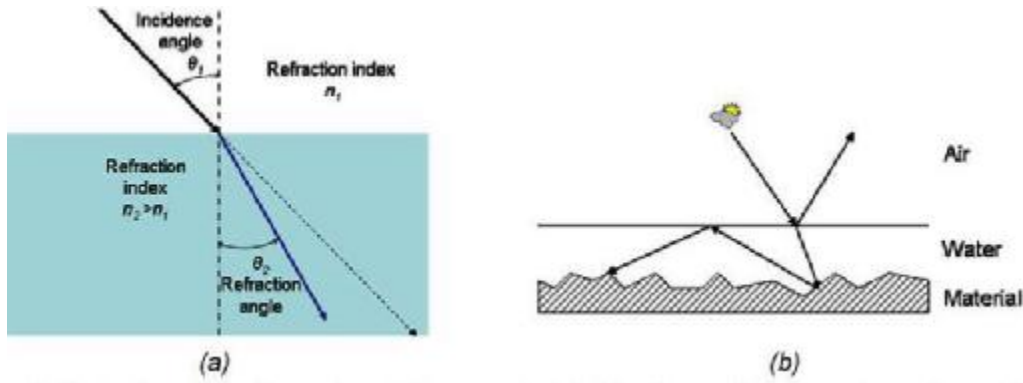 Incidence
angle
θ1
Refraction index
n1
Refraction
index
n2>n1
θ2
Refraction
angle
(a)
Air
Water
Material
(b)